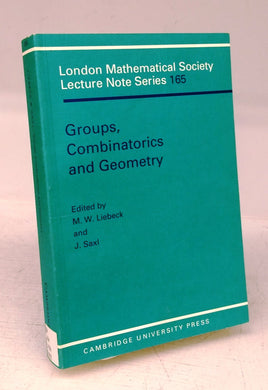 London Mathematical Society
Lecture Note Series 165
Groups,
Combinatorics
and Geometry
Edited by
M. W. Liebeck
and
J. Saxl
CAMBRIDGE UNIVERSITY PRESS